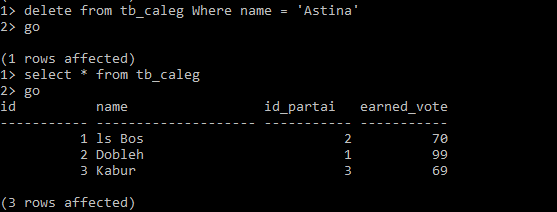 1> delete from tb_caleg Where name = 'Astina'
2> go
(1 rows affected)
1> select * from tb_caleg
2> go
id name id_partai earned_vote
----------- -------------------- ----------- -----------
1 ls Bos 2 70
2 Dobleh 1 99
3 Kabur 3 69
(3 rows affected)